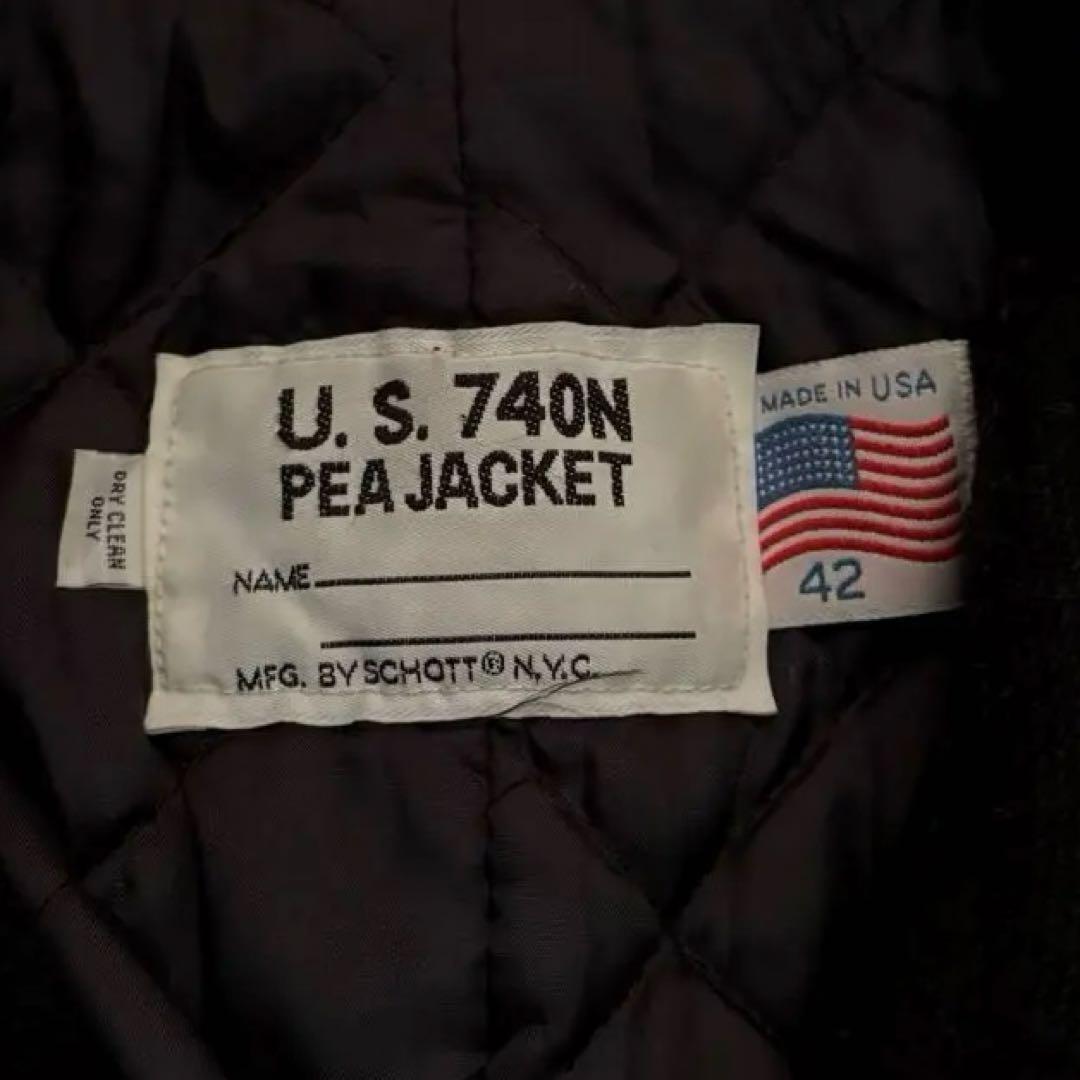 U. S. 740N
PEA JACKET
NAME
MFG. BY SCHOTT® N.Y.C.
DRY CLEAN
ONLY
MADE IN USA
42